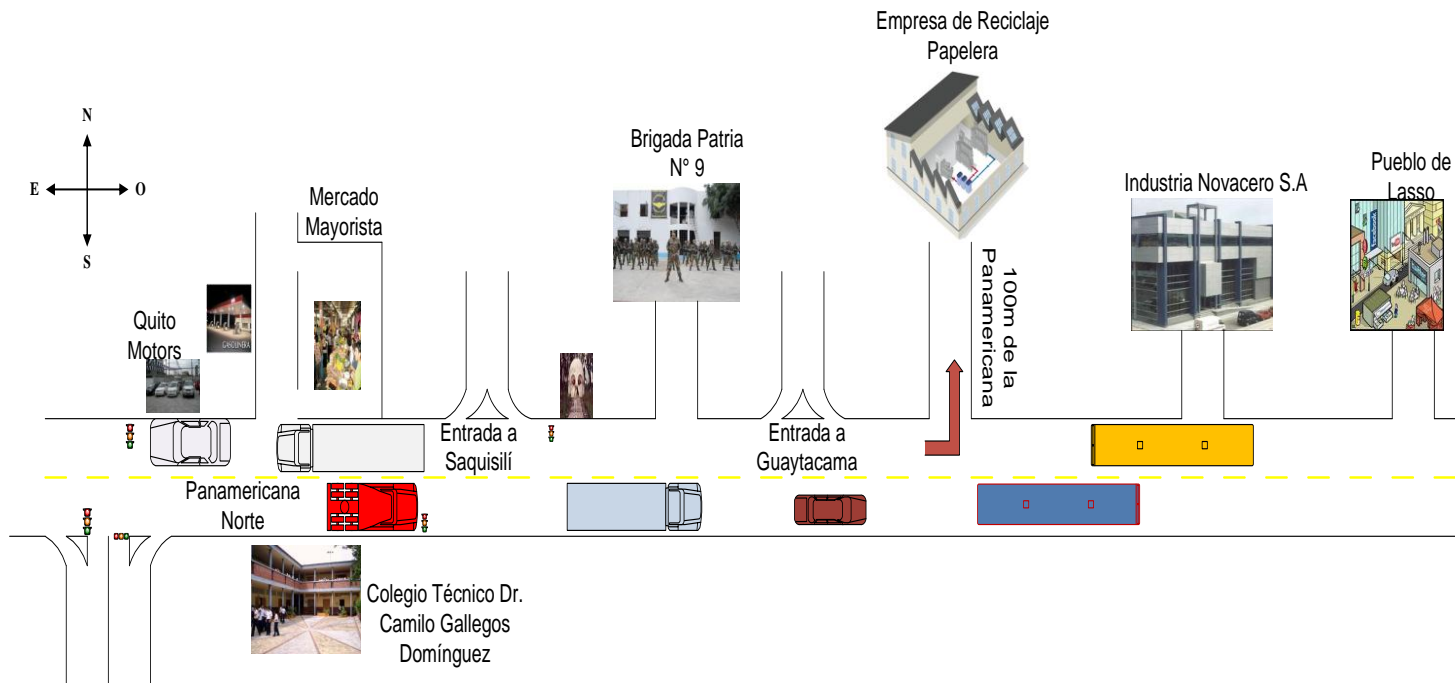 Empresa de Reciclaje
Papelera
N
E
O
S
Mercado
Mayorista
Brigada Patria
N° 9
Industria Novacero S.A
Pueblo de
Lasso
100m de la
Panamericana
Quito
Motors
Entrada a
Saquisilí
Entrada a
Guaytacama
Panamericana
Norte
Colegio Técnico Dr.
Camilo Gallegos
Domínguez